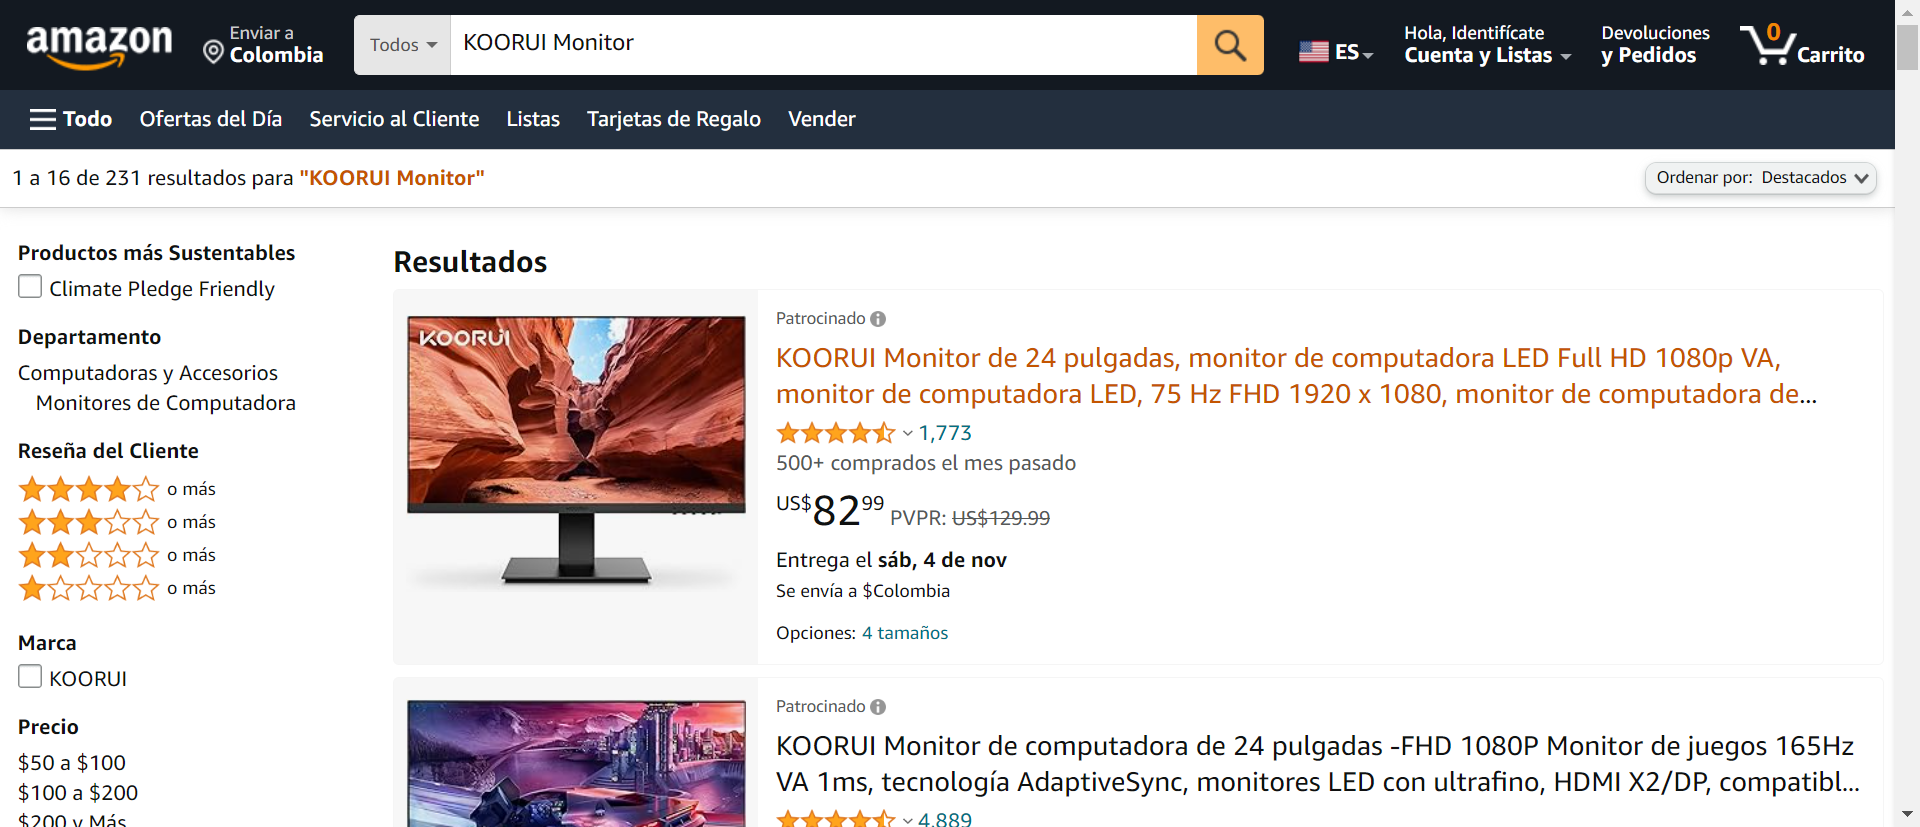 amazon
Enviar a
Colombia
Todos
KOORUI Monitor
ES
Hola, Identifícate
Cuenta y Listas
Devoluciones
y Pedidos
0
Carrito
Todo
Ofertas del Día
Servicio al Cliente
Listas
Tarjetas de Regalo
Vender
1 a 16 de 231 resultados para "KOORUI Monitor"
Ordenar por: Destacados
Productos más Sustentables
Climate Pledge Friendly
Departamento
Computadoras y Accesorios
Monitores de Computadora
Reseña del Cliente
o más
o más
o más
o más
Marca
KOORUI
Precio
$50 a $100
$100 a $200
$200 y Más
Resultados
KOORUI
Patrocinado
KOORUI Monitor de 24 pulgadas, monitor de computadora LED Full HD 1080p VA,
monitor de computadora LED, 75 Hz FHD 1920 x 1080, monitor de computadora de...
1,773
500+ comprados el mes pasado
US$82.99 PVPR: US$129.99
Entrega el sáb, 4 de nov
Se envía a $Colombia
Opciones: 4 tamaños
Patrocinado
KOORUI Monitor de computadora de 24 pulgadas -FHD 1080P Monitor de juegos 165Hz
VA 1ms, tecnología AdaptiveSync, monitores LED con ultrafino, HDMI X2/DP, compatibl...
4,889